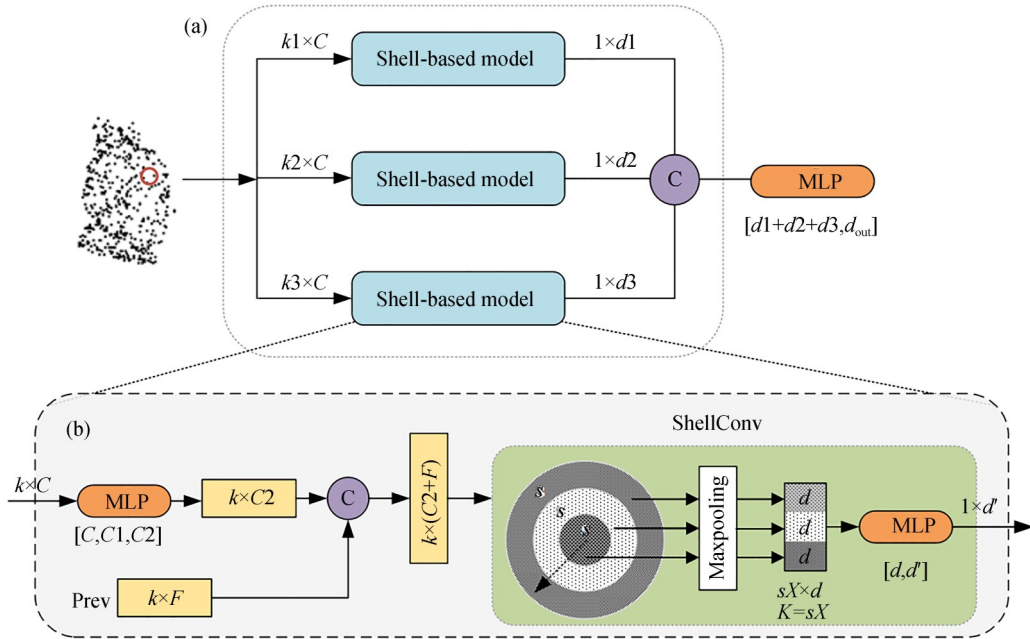 (a)
k1×C
Shell-based model
1×d1
k2×C
Shell-based model
1×d2
C
MLP
[d1+d2+d3,d_out]
k3×C
Shell-based model
1×d3
(b)
ShellConv
k×C
MLP
[C,C1,C2]
k×C2
C
k×(C2+F)
Prev
k×F
s
s
s
Maxpooling
d
d
d
sX×d
K=sX
MLP
[d,d′]
1×d′